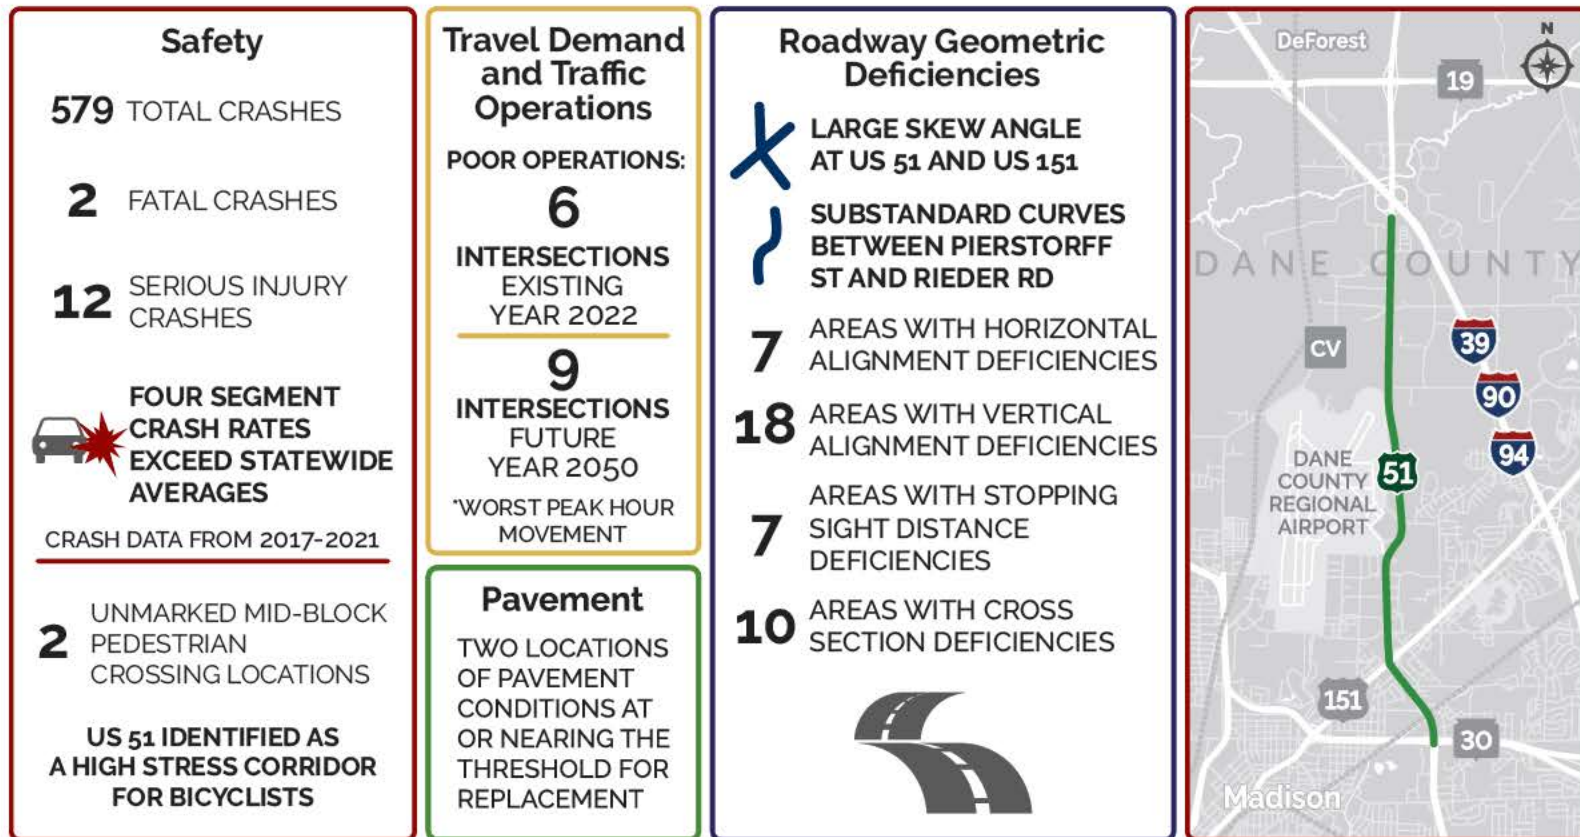 Safety
579 TOTAL CRASHES
2 FATAL CRASHES
12 SERIOUS INJURY
CRASHES
FOUR SEGMENT
CRASH RATES
EXCEED STATEWIDE
AVERAGES
CRASH DATA FROM 2017-2021
2 UNMARKED MID-BLOCK
PEDESTRIAN
CROSSING LOCATIONS
US 51 IDENTIFIED AS
A HIGH STRESS CORRIDOR
FOR BICYCLISTS
Travel Demand
and Traffic
Operations
POOR OPERATIONS:
6
INTERSECTIONS
EXISTING
YEAR 2022
9
INTERSECTIONS
FUTURE
YEAR 2050
*WORST PEAK HOUR
MOVEMENT
Pavement
TWO LOCATIONS
OF PAVEMENT
CONDITIONS AT
OR NEARING THE
THRESHOLD FOR
REPLACEMENT
Roadway Geometric
Deficiencies
LARGE SKEW ANGLE
AT US 51 AND US 151
SUBSTANDARD CURVES
BETWEEN PIERSTORFF
ST AND RIEDER RD
7 AREAS WITH HORIZONTAL
ALIGNMENT DEFICIENCIES
18 AREAS WITH VERTICAL
ALIGNMENT DEFICIENCIES
7 AREAS WITH STOPPING
SIGHT DISTANCE
DEFICIENCIES
10 AREAS WITH CROSS
SECTION DEFICIENCIES
N
DeForest
19
DANE COUNTY
CV
39
90
94
51
DANE
COUNTY
REGIONAL
AIRPORT
151
30
Madison